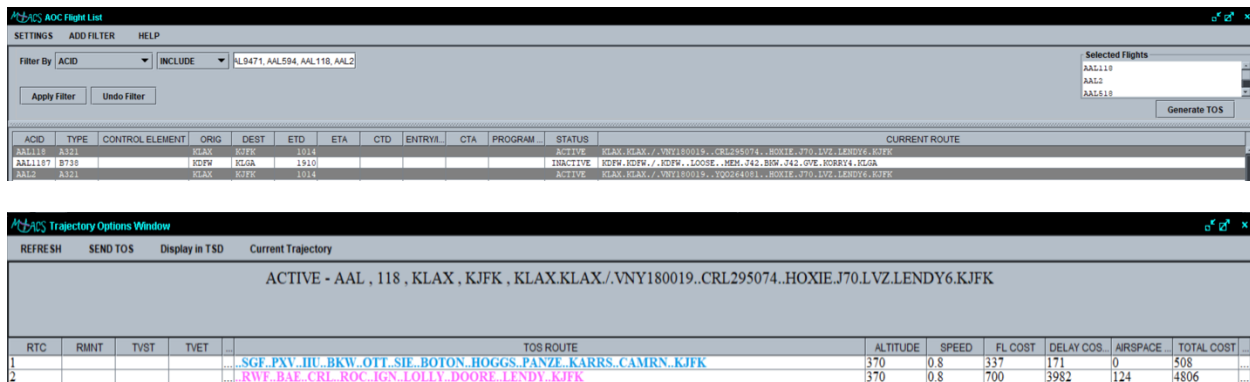 MACS AOC Flight List
SETTINGS ADD FILTER HELP
Filter By ACID INCLUDE AL9471, AAL594, AAL118, AAL2
Selected Flights
AAL118
AAL2
AAL518
Apply Filter Undo Filter
Generate TOS
ACID TYPE CONTROL ELEMENT ORIG DEST ETD ETA CTD ENTRY/I... CTA PROGRAM ... STATUS CURRENT ROUTE
AAL118 A321 KLAX KJFK 1014 ACTIVE KLAX.KLAX./.VNY180019..CRL295074..HOXIE.J70.LVZ.LENDY6.KJFK
AAL1187 B738 KDFW KLGA 1910 INACTIVE KDFW.KDFW./.KDFW..LOOSE..MEM.J42.BKW.J42.GVE.KORRY4.KLGA
AAL2 A321 KLAX KJFK 1014 ACTIVE KLAX.KLAX./.VNY180019..YQO264081..HOXIE.J70.LVZ.LENDY6.KJFK
MACS Trajectory Options Window
REFRESH SEND TOS Display in TSD Current Trajectory
ACTIVE - AAL , 118 , KLAX , KJFK , KLAX.KLAX./.VNY180019..CRL295074..HOXIE.J70.LVZ.LENDY6.KJFK
RTC RMNT TVST TVET ... TOS ROUTE ALTITUDE SPEED FL COST DELAY COS... AIRSPACE ... TOTAL COST ...
1 ... ..SGF..PXV..IIU..BKW..OTT..SIE..BOTON..HOGGS..PANZE..KARRS..CAMRN..KJFK 370 0.8 337 171 0 508 ...
2 ... ..RWF..BAE..CRL..ROC..IGN..LOLLY..DOORE..LENDY..KJFK 370 0.8 700 3982 124 4806 ...